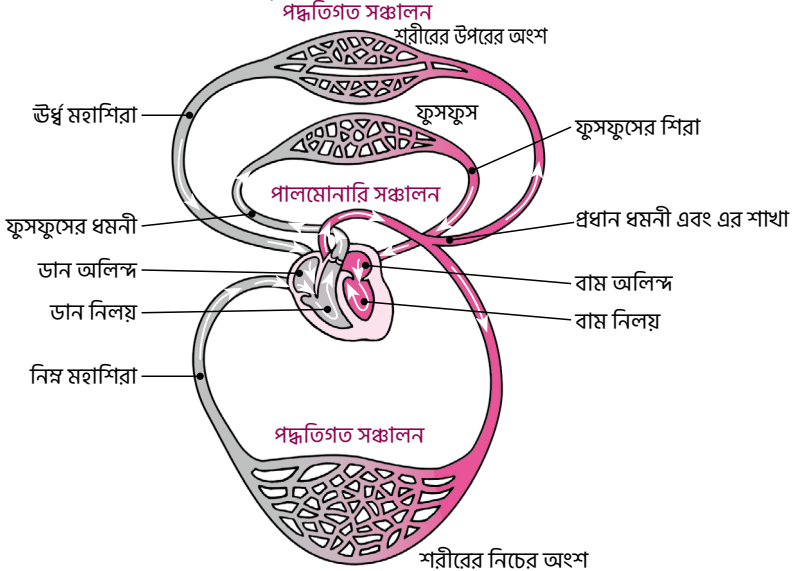 পদ্ধতিগত সঞ্চালন
শরীরের উপরের অংশ
ঊর্ধ্ব মহাশিরা
ফুসফুস
ফুসফুসের শিরা
পালমোনারি সঞ্চালন
ফুসফুসের ধমনী
প্রধান ধমনী এবং এর শাখা
ডান অলিন্দ
বাম অলিন্দ
ডান নিলয়
বাম নিলয়
নিম্ন মহাশিরা
পদ্ধতিগত সঞ্চালন
শরীরের নিচের অংশ